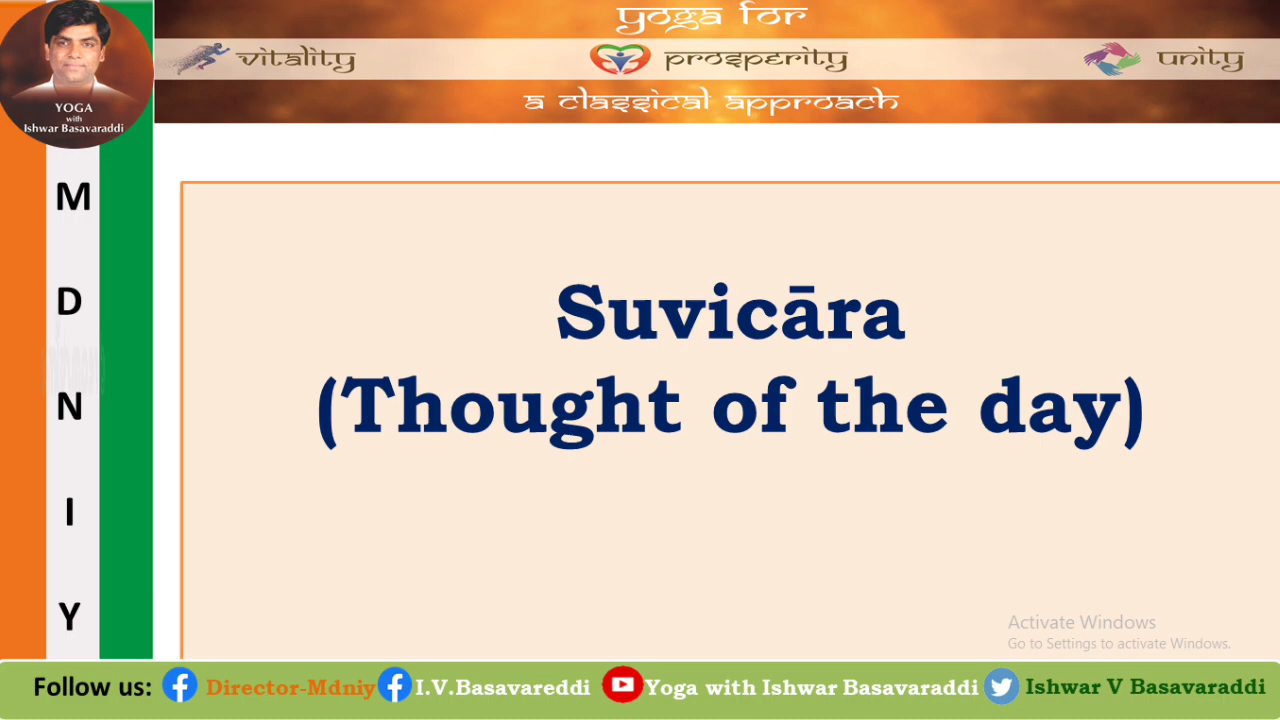 YOGA
with
Ishwar Basavaraddi
yoga for
vitality
prosperity
unity
a classical approach
M
D
N
I
Y
Suvicāra
(Thought of the day)
Activate Windows
Go to Settings to activate Windows.
Follow us: Director-Mdniy I.V.Basavareddi Yoga with Ishwar Basavaraddi Ishwar V Basavaraddi